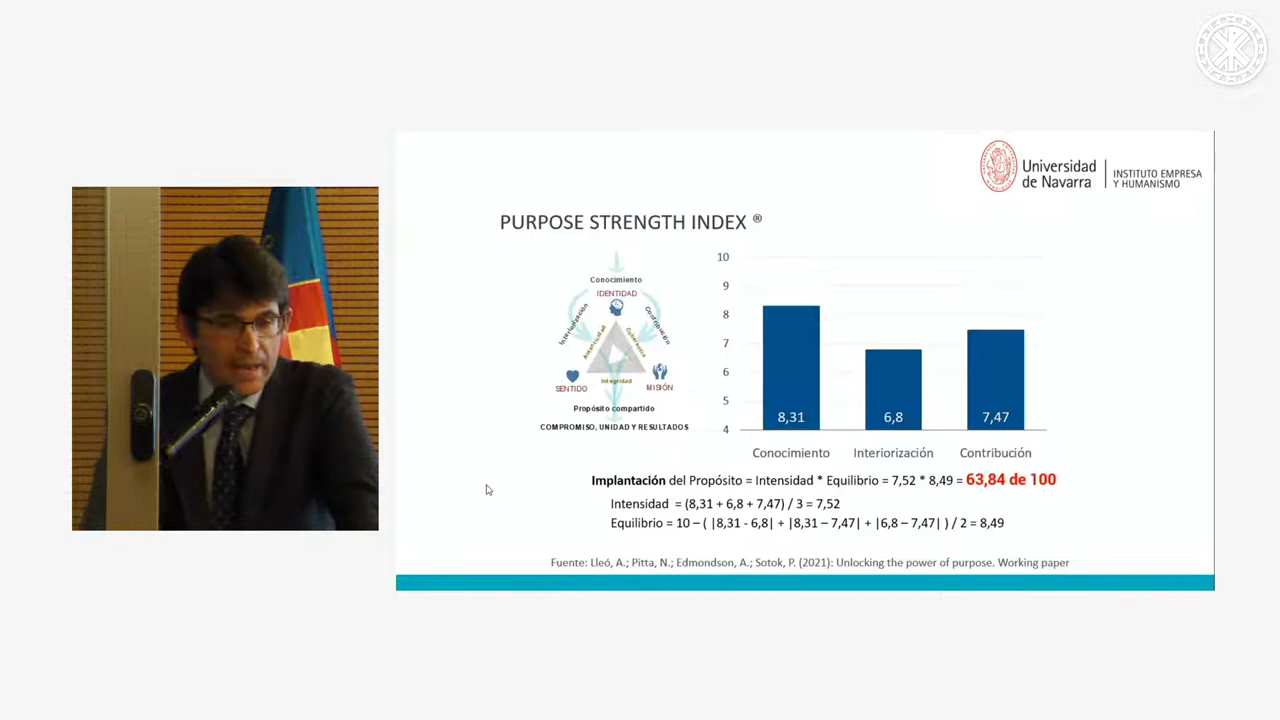 Universidad
de Navarra
INSTITUTO EMPRESA
Y HUMANISMO
PURPOSE STRENGTH INDEX ®
Conocimiento
IDENTIDAD
Interiorización
Contribución
Autenticidad
Coherencia
Integridad
SENTIDO
MISIÓN
Propósito compartido
COMPROMISO, UNIDAD Y RESULTADOS
10
9
8
7
6
5
4
8,31
6,8
7,47
Conocimiento
Interiorización
Contribución
Implantación del Propósito = Intensidad * Equilibrio = 7,52 * 8,49 = 63,84 de 100
Intensidad = (8,31 + 6,8 + 7,47) / 3 = 7,52
Equilibrio = 10 – ( |8,31 - 6,8| + |8,31 – 7,47| + |6,8 – 7,47| ) / 2 = 8,49
Fuente: Lleó, A.; Pitta, N.; Edmondson, A.; Sotok, P. (2021): Unlocking the power of purpose. Working paper